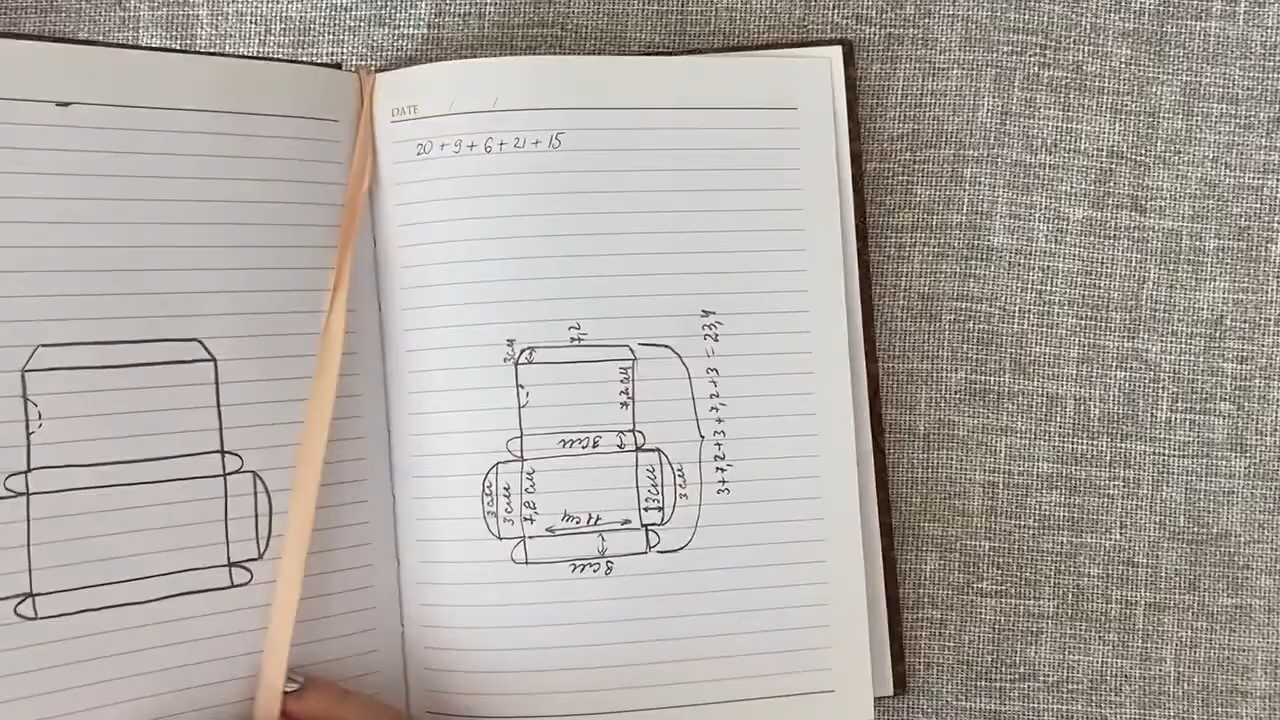 DATE / /
20 + 9 + 6 + 21 + 15
7,2
3см
7,2см
3см
3см
3см
7,8 см
11см
13см
3см
3см
3+7,2+3+7,2+3 = 23,4